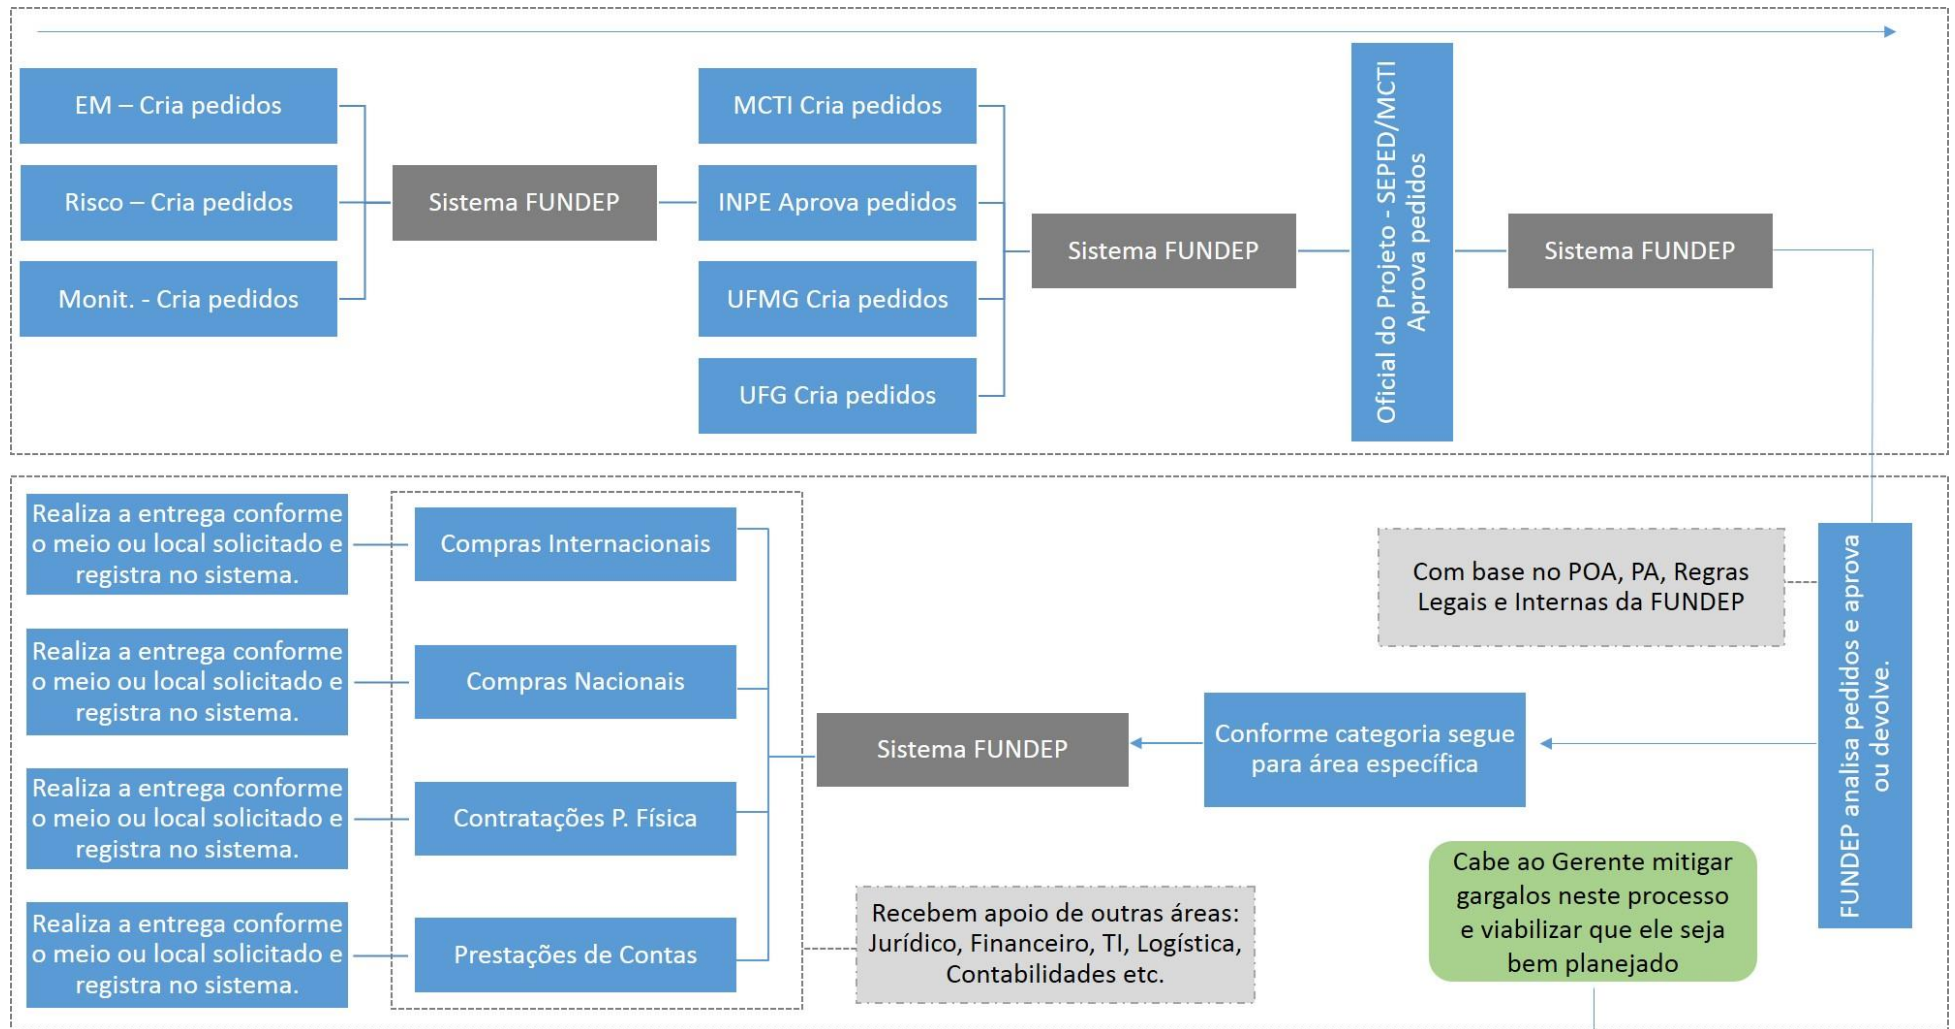 EM – Cria pedidos
Risco – Cria pedidos
Monit. - Cria pedidos
Sistema FUNDEP
MCTI Cria pedidos
INPE Aprova pedidos
UFMG Cria pedidos
UFG Cria pedidos
Sistema FUNDEP
Oficial do Projeto - SEPED/MCTI
Aprova pedidos
Sistema FUNDEP
FUNDEP analisa pedidos e aprova
ou devolve.
Com base no POA, PA, Regras
Legais e Internas da FUNDEP
Conforme categoria segue
para área específica
Sistema FUNDEP
Cabe ao Gerente mitigar
gargalos neste processo
e viabilizar que ele seja
bem planejado
Compras Internacionais
Compras Nacionais
Contratações P. Física
Prestações de Contas
Recebem apoio de outras áreas:
Jurídico, Financeiro, TI, Logística,
Contabilidades etc.
Realiza a entrega conforme
o meio ou local solicitado e
registra no sistema.
Realiza a entrega conforme
o meio ou local solicitado e
registra no sistema.
Realiza a entrega conforme
o meio ou local solicitado e
registra no sistema.
Realiza a entrega conforme
o meio ou local solicitado e
registra no sistema.